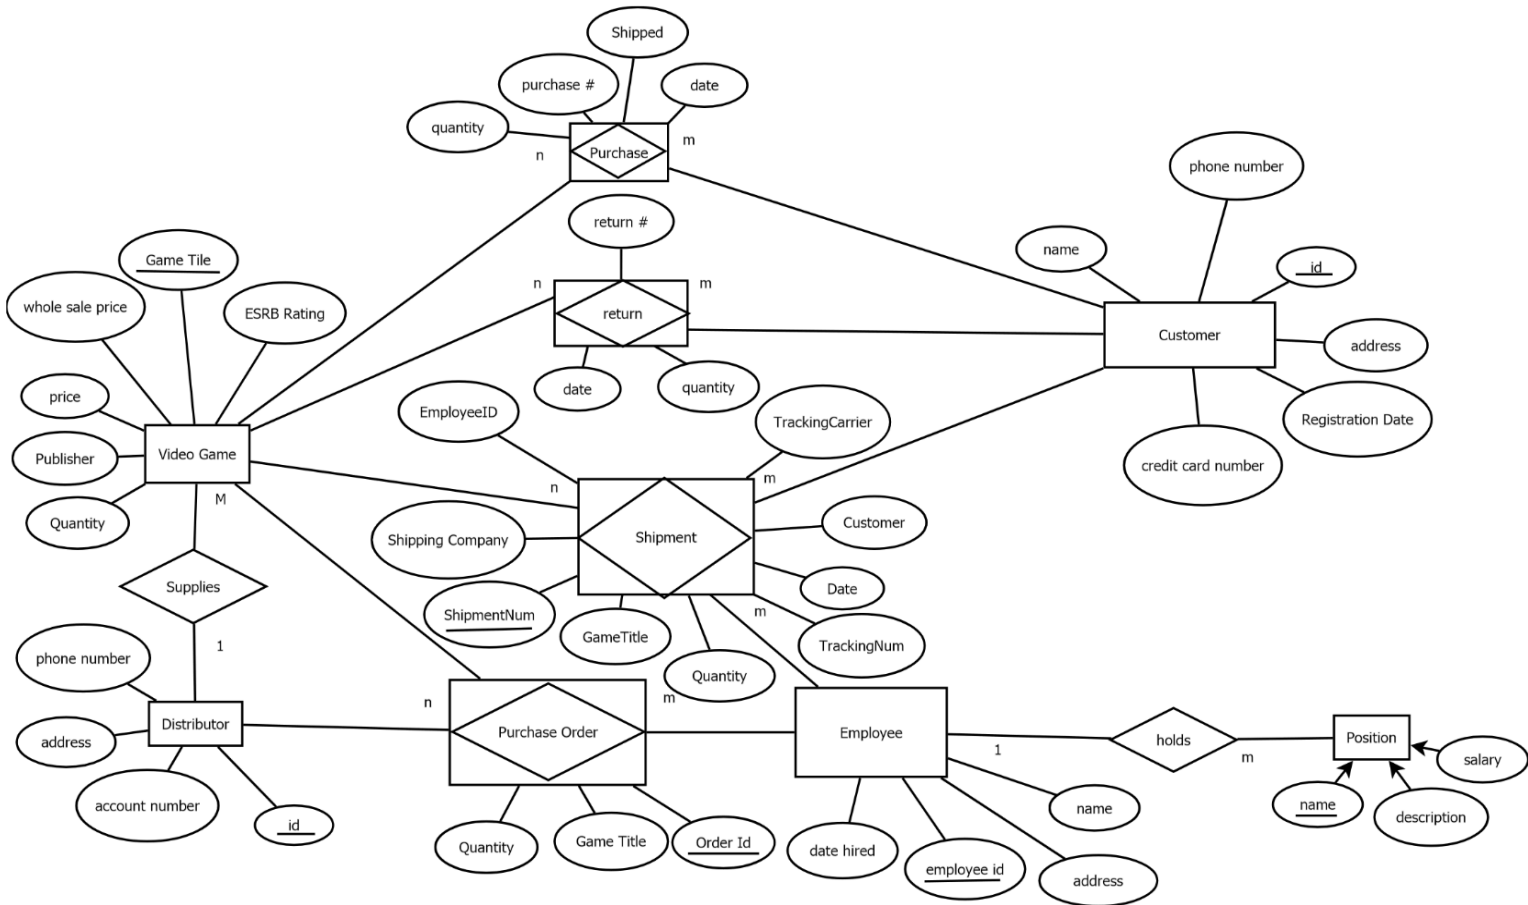 Shipped
purchase #
date
quantity
Purchase
n
m
phone number
return #
name
Game Tile
id
n
m
whole sale price
ESRB Rating
return
Customer
address
date
quantity
price
EmployeeID
TrackingCarrier
Registration Date
Video Game
Publisher
credit card number
M
n
m
Quantity
Customer
Shipping Company
Shipment
Supplies
Date
ShipmentNum
m
GameTitle
TrackingNum
1
phone number
Quantity
n
m
Distributor
address
Purchase Order
Employee
1
holds
m
Position
salary
account number
id
name
name
description
Quantity
Game Title
Order Id
date hired
employee id
address